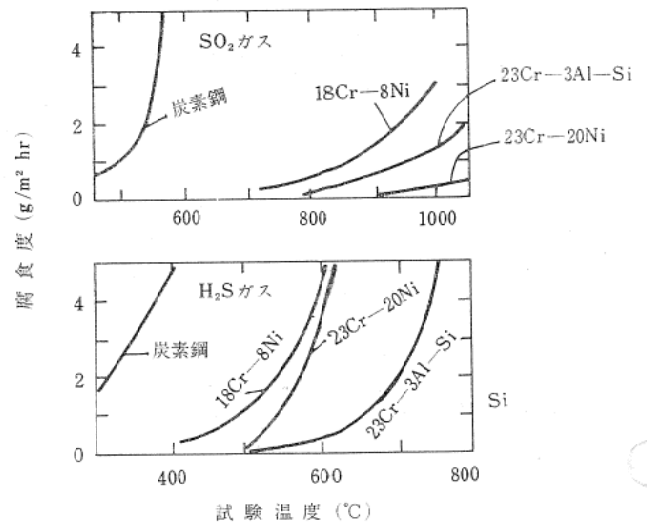 4
2
0
SO₂ガス
炭素鋼
18Cr—8Ni
23Cr—3Al—Si
23Cr—20Ni
600
800
1000
腐食度 (g/m² hr)
4
2
0
H₂Sガス
炭素鋼
18Cr—8Ni
23Cr—20Ni
23Cr—3Al—Si
Si
400
600
800
試験温度 (℃)